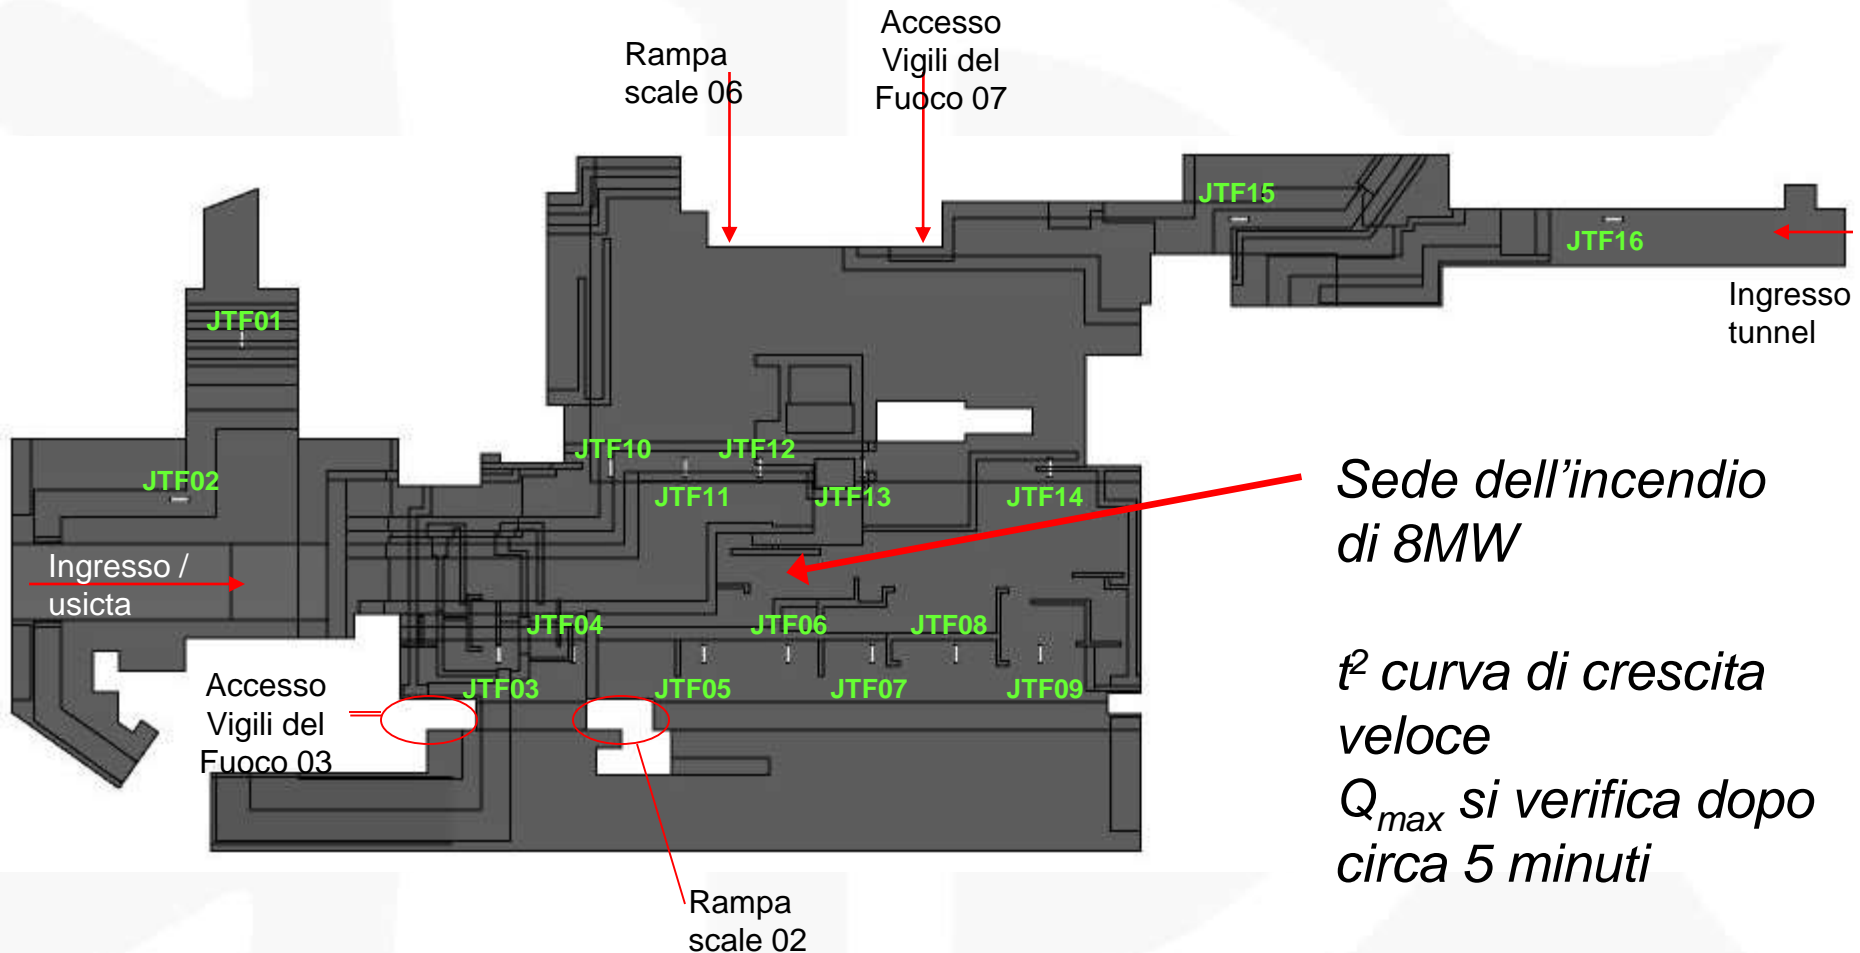 Rampa
scale 06
Accesso
Vigili del
Fuoco 07
JTF15
JTF16
Ingresso
tunnel
JTF01
JTF02
JTF10
JTF12
JTF11
JTF13
JTF14
Ingresso /
usicta
JTF04
JTF06
JTF08
JTF03
JTF05
JTF07
JTF09
Accesso
Vigili del
Fuoco 03
Rampa
scale 02
Sede dell’incendio
di 8MW
t² curva di crescita
veloce
Qmax si verifica dopo
circa 5 minuti